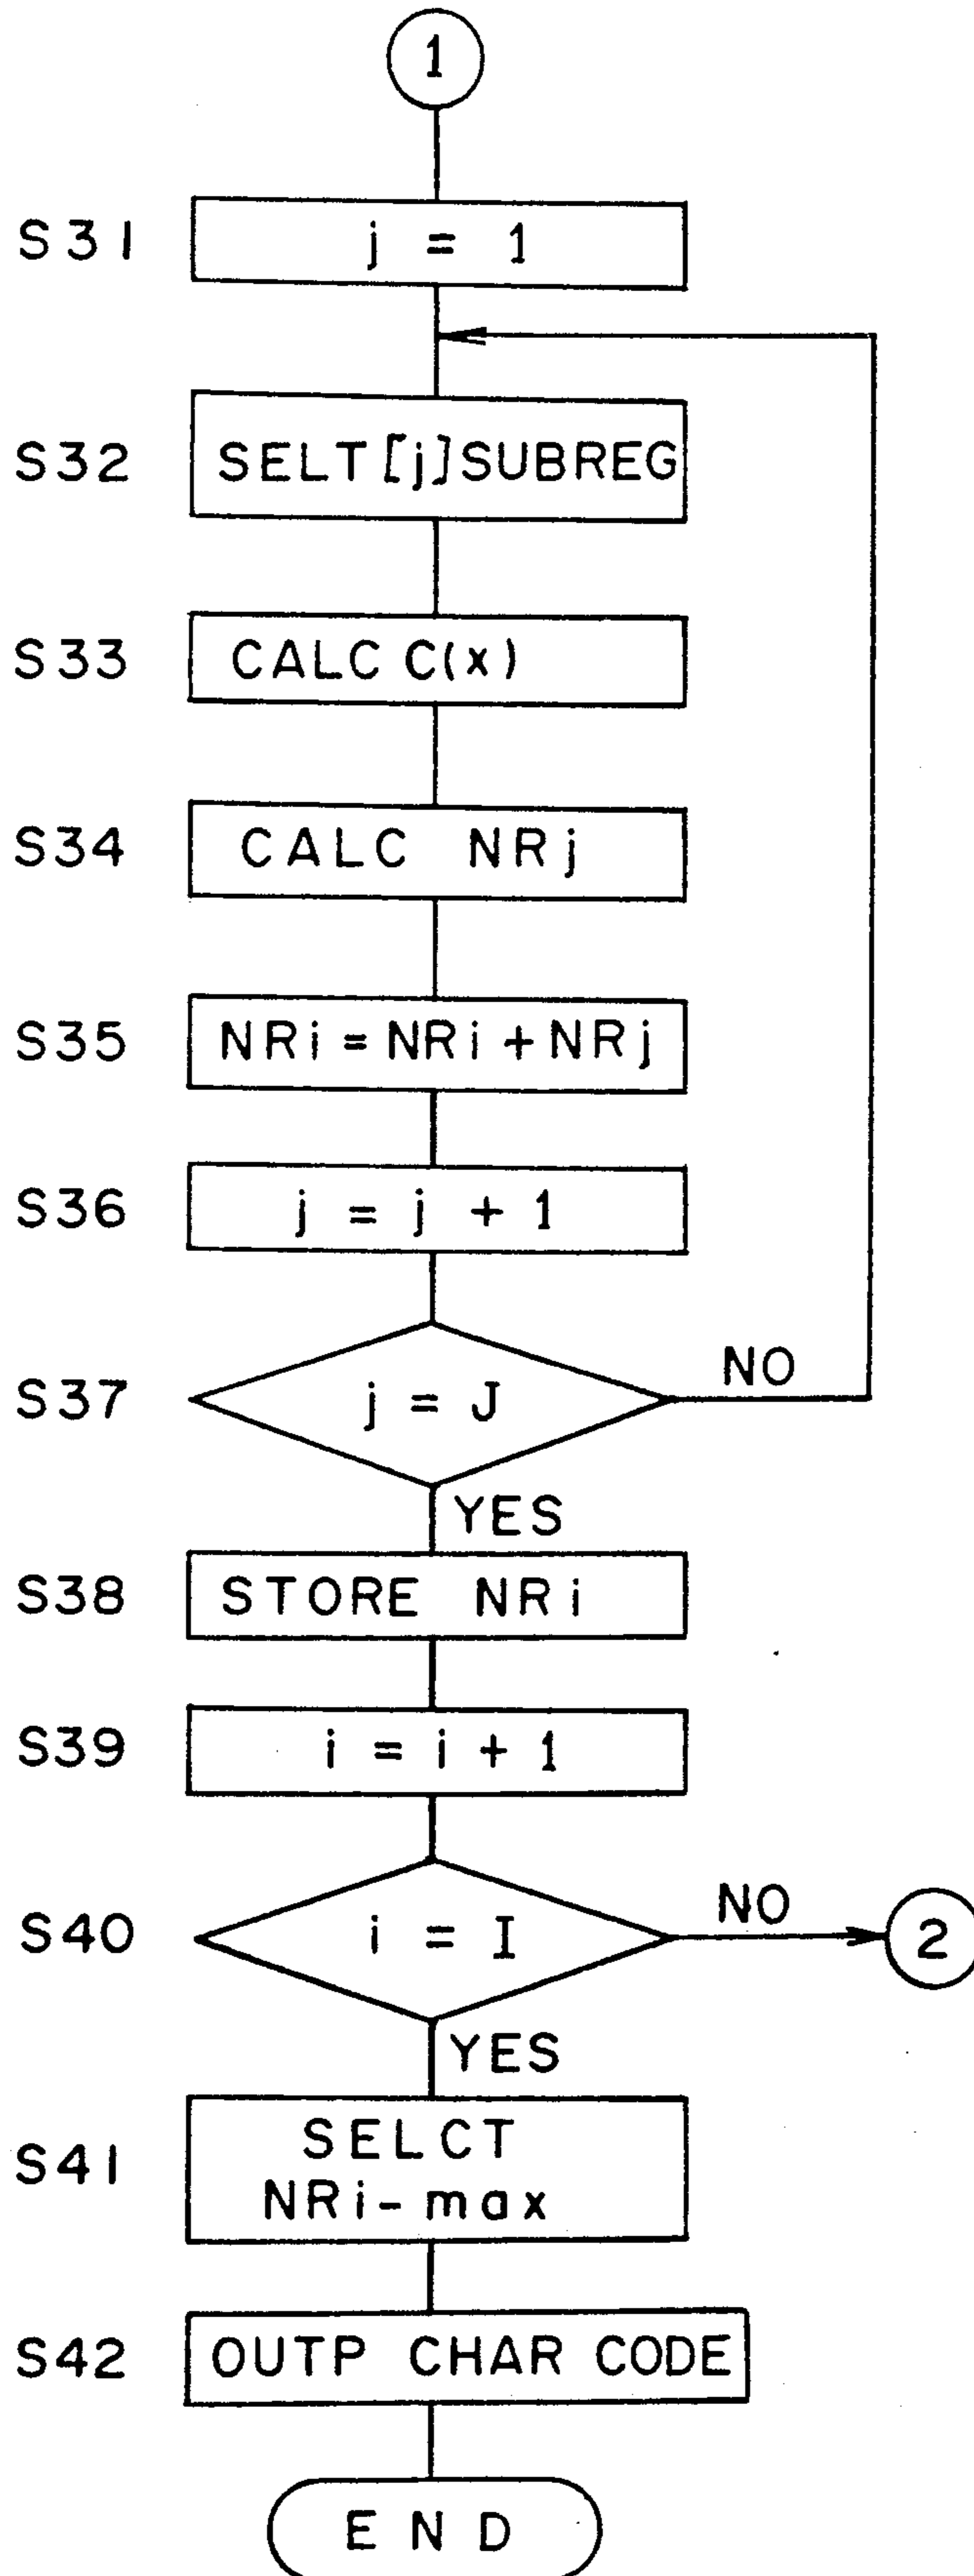 1
S31 j = 1
S32 SELT[j]SUBREG
S33 CALC C(x)
S34 CALC NRj
S35 NRi = NRi + NRj
S36 j = j + 1
S37 j = J NO
YES
S38 STORE NRi
S39 i = i + 1
S40 i = I NO 2
YES
S41 SELCT
NRi-max
S42 OUTP CHAR CODE
END